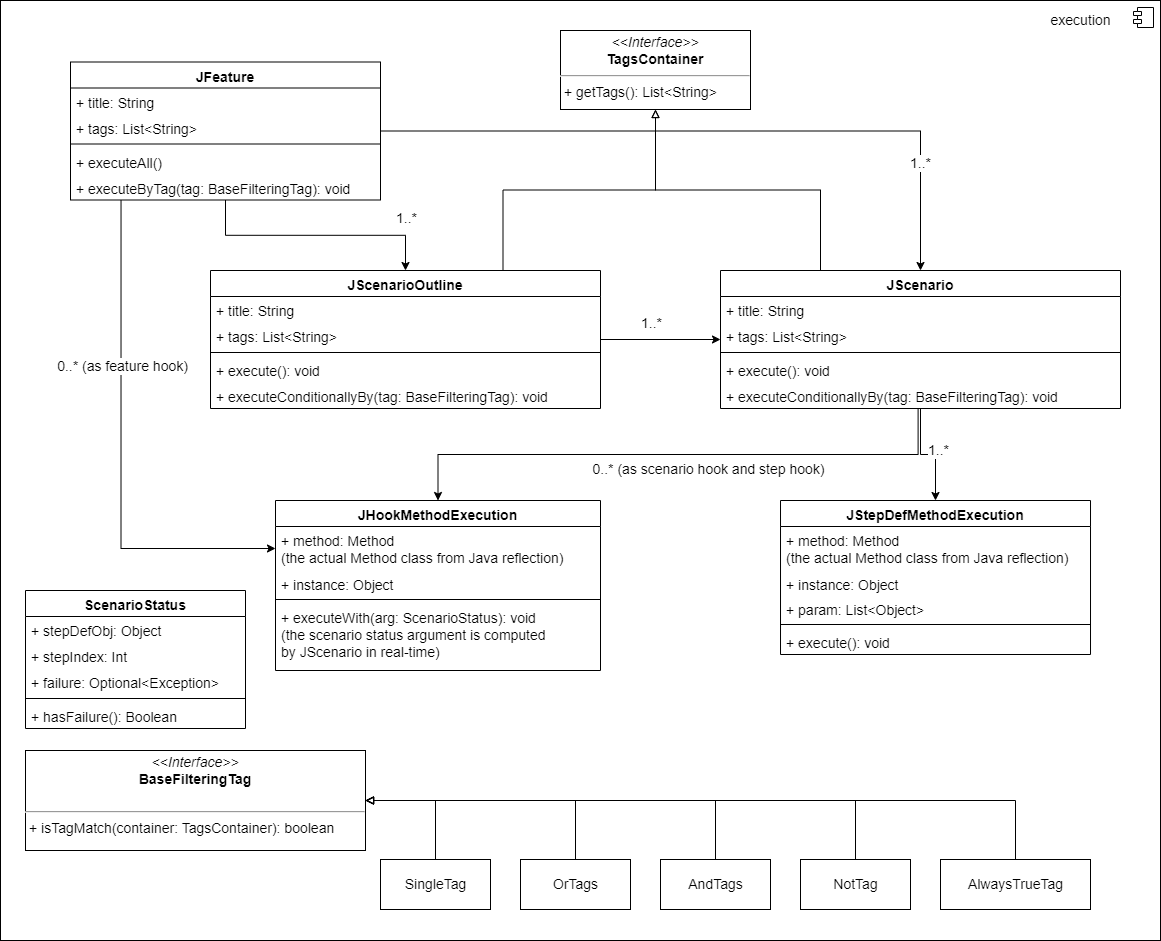 execution
<<Interface>>
TagsContainer
+ getTags(): List<String>
JFeature
+ title: String
+ tags: List<String>
+ executeAll()
+ executeByTag(tag: BaseFilteringTag): void
1..*
1..*
JScenarioOutline
+ title: String
+ tags: List<String>
+ execute(): void
+ executeConditionallyBy(tag: BaseFilteringTag): void
1..*
JScenario
+ title: String
+ tags: List<String>
+ execute(): void
+ executeConditionallyBy(tag: BaseFilteringTag): void
0..* (as feature hook)
0..* (as scenario hook and step hook)
1..*
JHookMethodExecution
+ method: Method
(the actual Method class from Java reflection)
+ instance: Object
+ executeWith(arg: ScenarioStatus): void
(the scenario status argument is computed
by JScenario in real-time)
JStepDefMethodExecution
+ method: Method
(the actual Method class from Java reflection)
+ instance: Object
+ param: List<Object>
+ execute(): void
ScenarioStatus
+ stepDefObj: Object
+ stepIndex: Int
+ failure: Optional<Exception>
+ hasFailure(): Boolean
<<Interface>>
BaseFilteringTag
+ isTagMatch(container: TagsContainer): boolean
SingleTag
OrTags
AndTags
NotTag
AlwaysTrueTag